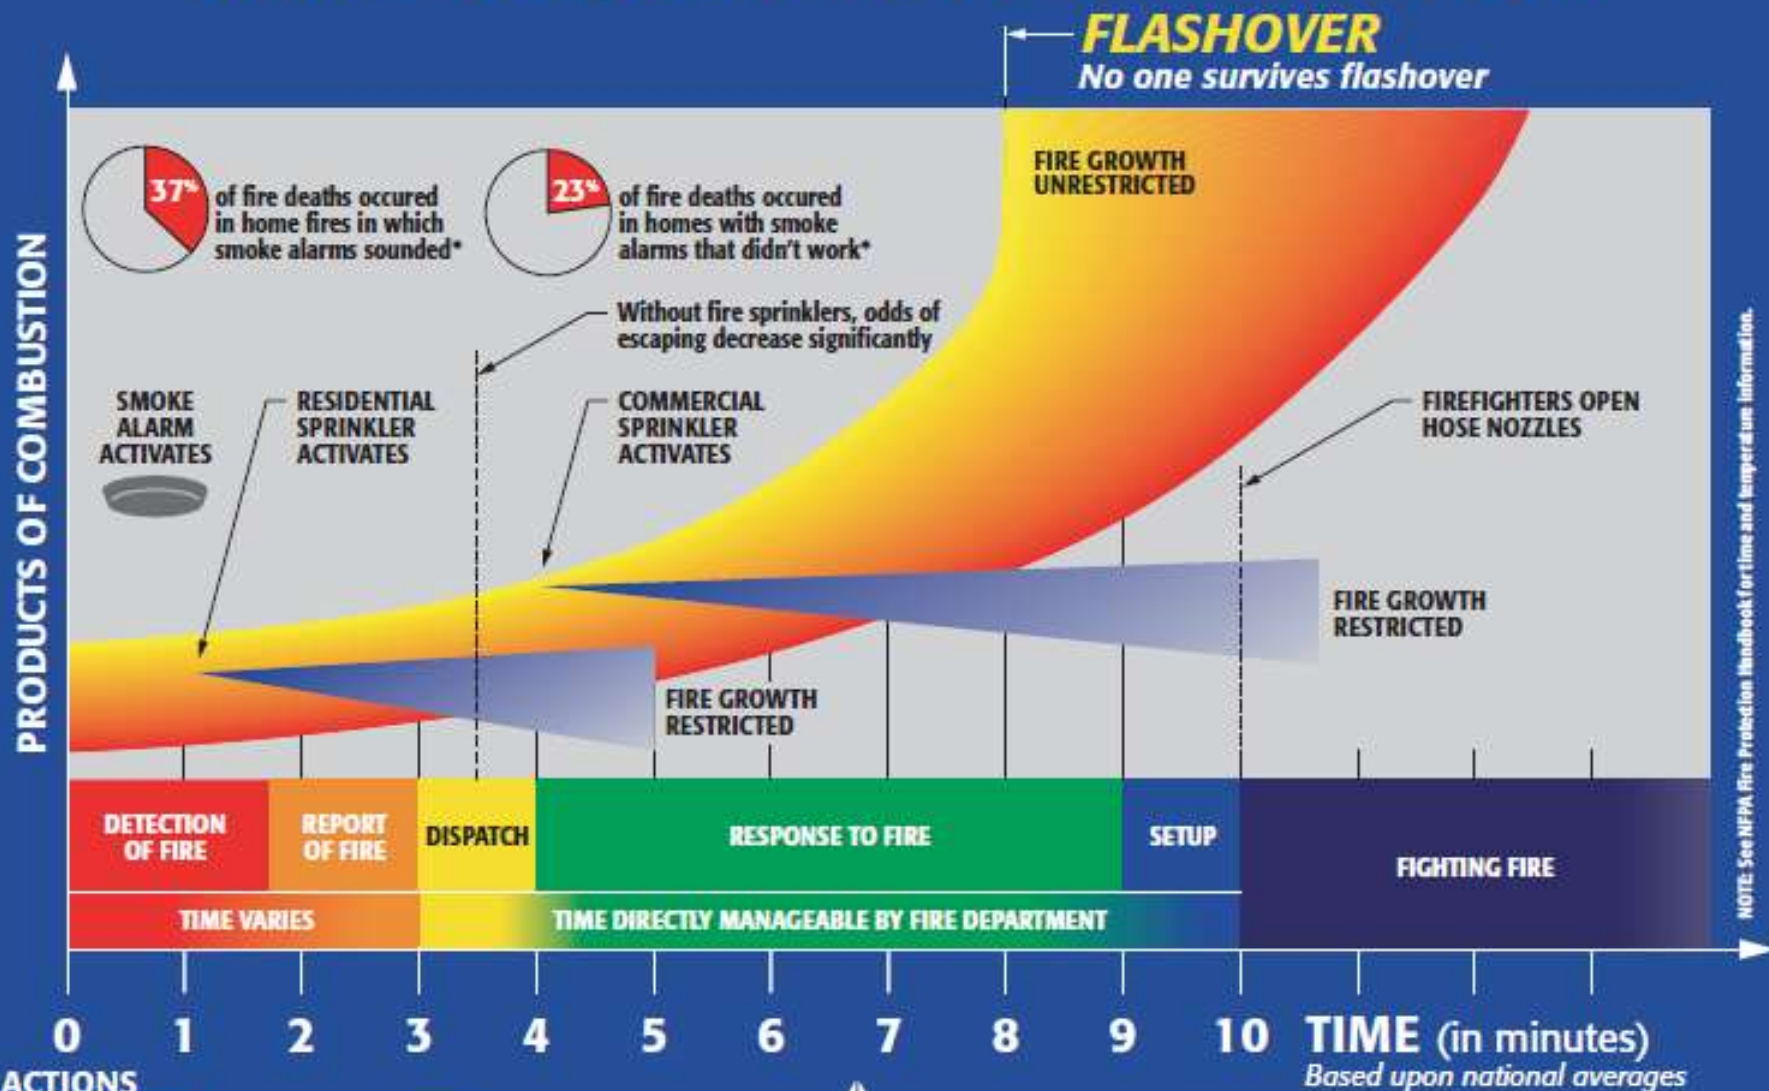 FLASHOVER
No one survives flashover
37%
of fire deaths occured
in home fires in which
smoke alarms sounded*
23%
of fire deaths occured
in homes with smoke
alarms that didn't work*
FIRE GROWTH
UNRESTRICTED
Without fire sprinklers, odds of
escaping decrease significantly
SMOKE
ALARM
ACTIVATES
RESIDENTIAL
SPRINKLER
ACTIVATES
COMMERCIAL
SPRINKLER
ACTIVATES
FIREFIGHTERS OPEN
HOSE NOZZLES
FIRE GROWTH
RESTRICTED
FIRE GROWTH
RESTRICTED
PRODUCTS OF COMBUSTION
NOTE: See NFPA Fire Protection Handbook for time and temperature information.
DETECTION
OF FIRE
REPORT
OF FIRE
DISPATCH
RESPONSE TO FIRE
SETUP
FIGHTING FIRE
TIME VARIES
TIME DIRECTLY MANAGEABLE BY FIRE DEPARTMENT
0 1 2 3 4 5 6 7 8 9 10 TIME (in minutes)
Based upon national averages
ACTIONS